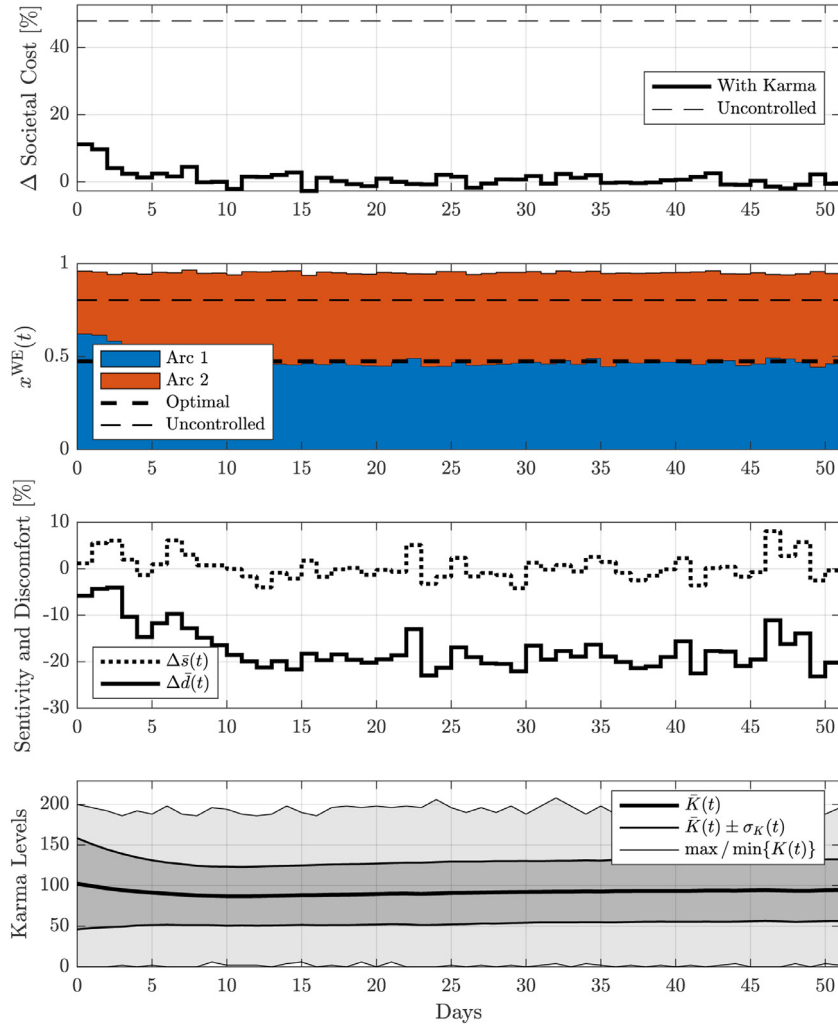 Δ Societal Cost [%]
40
20
0
With Karma
Uncontrolled
0 5 10 15 20 25 30 35 40 45 50
x^WE(t)
1
0.5
0
Arc 1
Arc 2
Optimal
Uncontrolled
0 5 10 15 20 25 30 35 40 45 50
Sentivity and Discomfort [%]
10
0
-10
-20
-30
Δs̄(t)
Δd̄(t)
0 5 10 15 20 25 30 35 40 45 50
Karma Levels
200
150
100
50
0
K̄(t)
K̄(t) ± σ_K(t)
max / min{K(t)}
0 5 10 15 20 25 30 35 40 45 50
Days